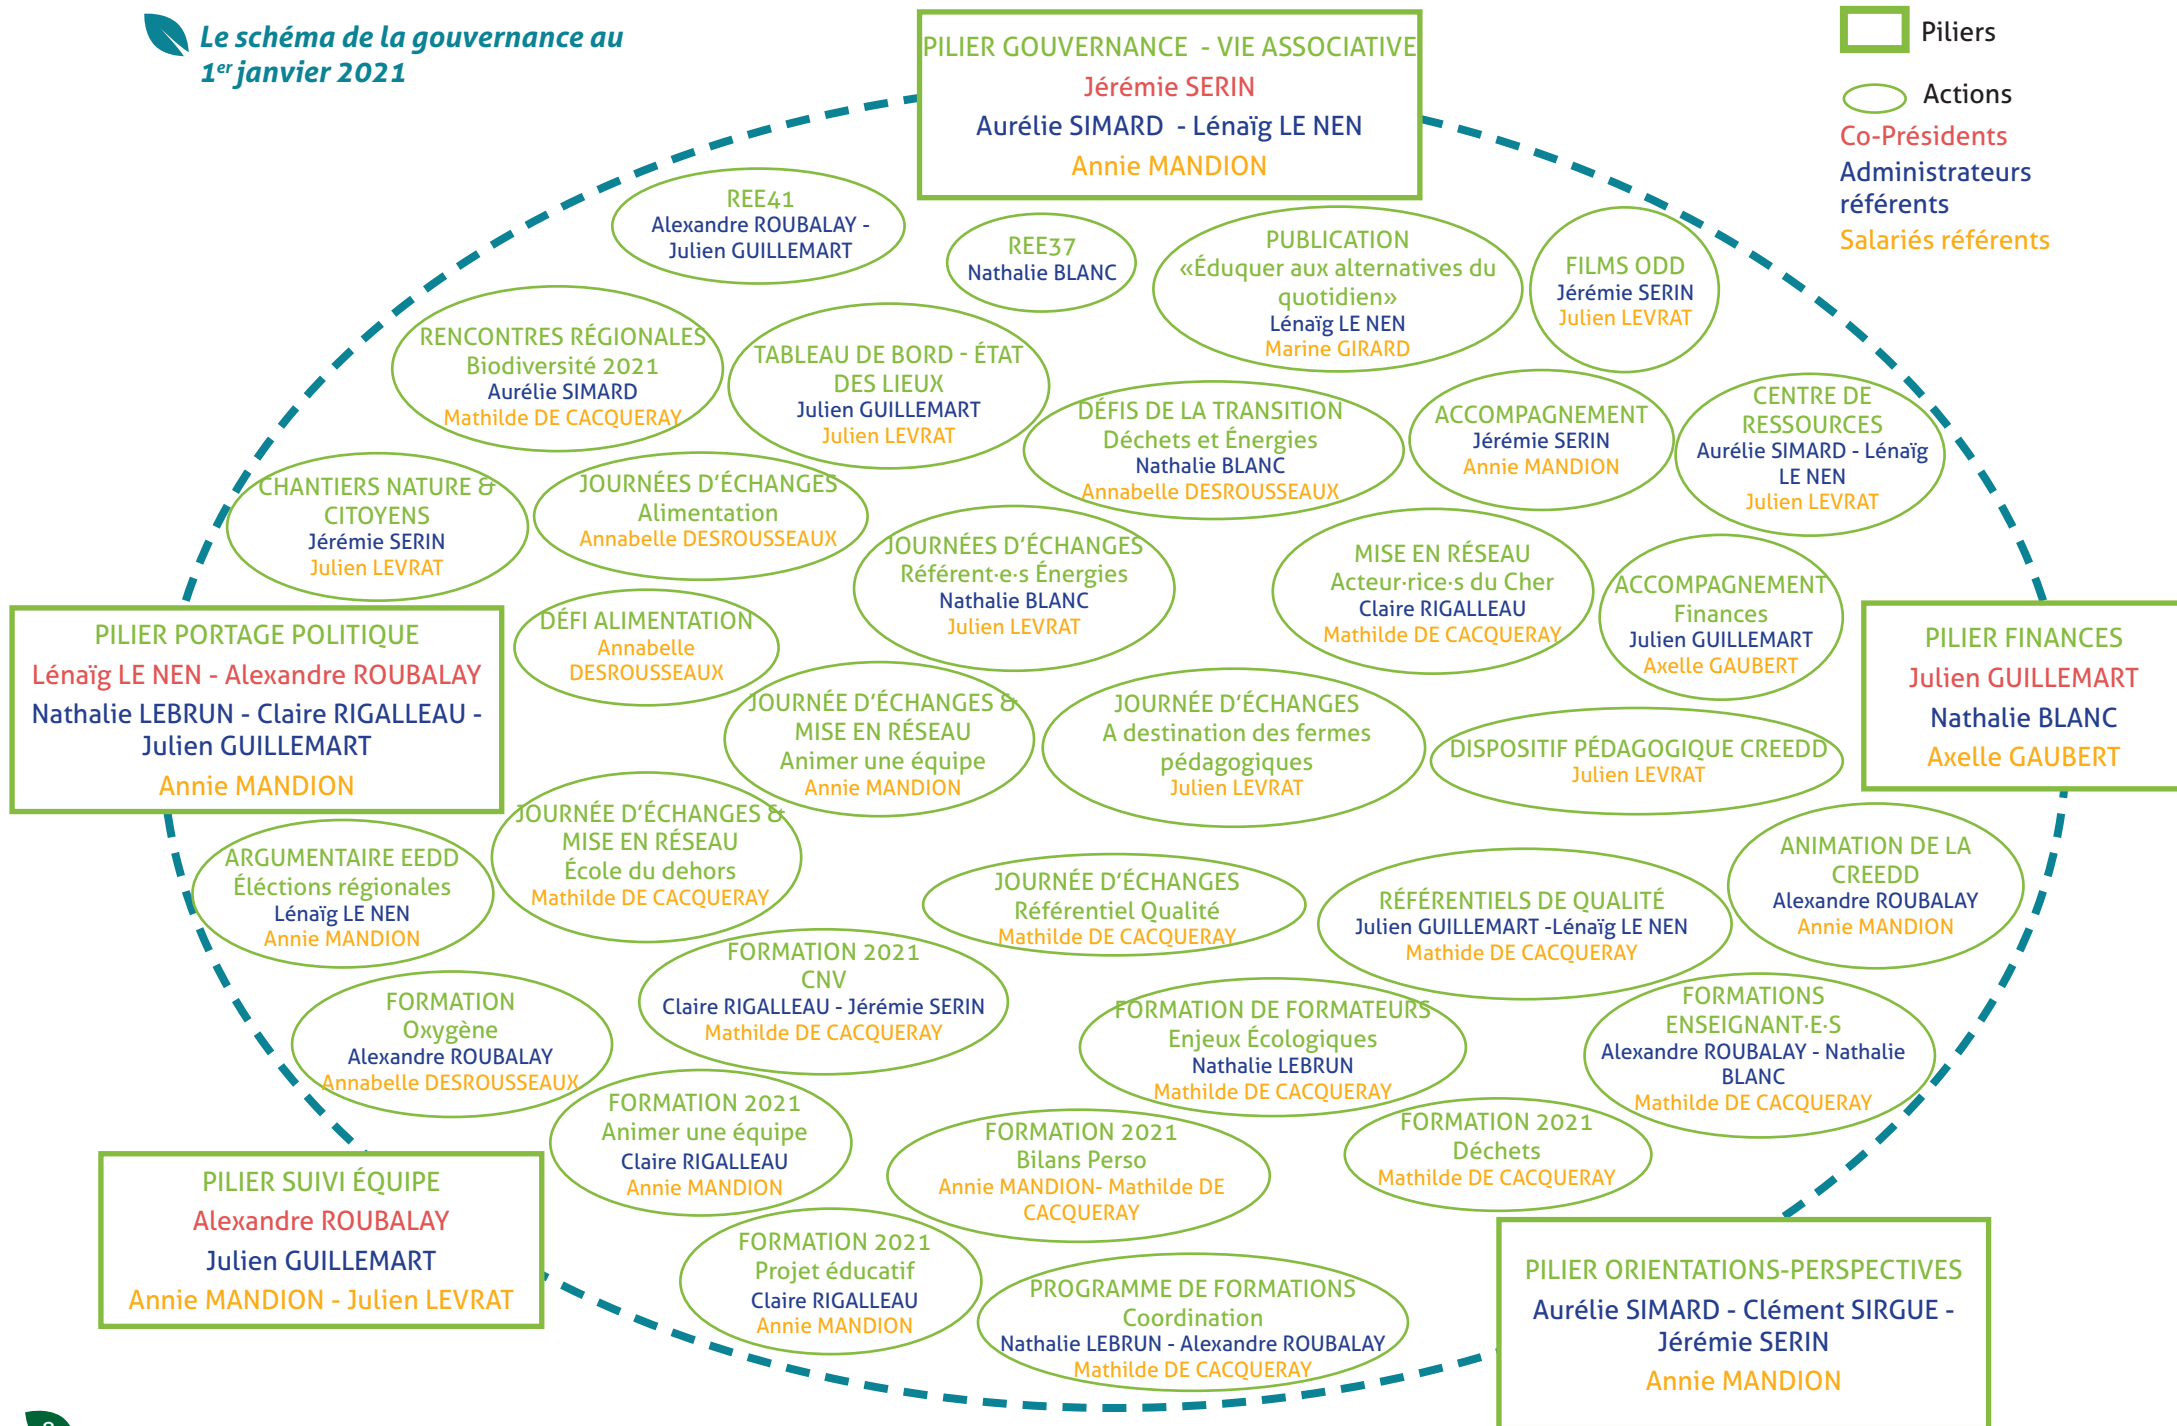 Le schéma de la gouvernance au
1er janvier 2021
PILIER GOUVERNANCE - VIE ASSOCIATIVE
Jérémie SERIN
Aurélie SIMARD - Lénaïg LE NEN
Annie MANDION
Piliers
Actions
Co-Présidents
Administrateurs
référents
Salariés référents
REE41
Alexandre ROUBALAY -
Julien GUILLEMART
REE37
Nathalie BLANC
PUBLICATION
«Éduquer aux alternatives du
quotidien»
Lénaïg LE NEN
Marine GIRARD
FILMS ODD
Jérémie SERIN
Julien LEVRAT
RENCONTRES RÉGIONALES
Biodiversité 2021
Aurélie SIMARD
Mathilde DE CACQUERAY
TABLEAU DE BORD - ÉTAT
DES LIEUX
Julien GUILLEMART
Julien LEVRAT
DÉFIS DE LA TRANSITION
Déchets et Énergies
Nathalie BLANC
Annabelle DESROUSSEAUX
ACCOMPAGNEMENT
Jérémie SERIN
Annie MANDION
CENTRE DE
RESSOURCES
Aurélie SIMARD - Lénaïg
LE NEN
Julien LEVRAT
CHANTIERS NATURE &
CITOYENS
Jérémie SERIN
Julien LEVRAT
JOURNÉES D'ÉCHANGES
Alimentation
Annabelle DESROUSSEAUX
JOURNÉES D'ÉCHANGES
Référent·e·s Énergies
Nathalie BLANC
Julien LEVRAT
MISE EN RÉSEAU
Acteur·rice·s du Cher
Claire RIGALLEAU
Mathilde DE CACQUERAY
ACCOMPAGNEMENT
Finances
Julien GUILLEMART
Axelle GAUBERT
PILIER PORTAGE POLITIQUE
Lénaïg LE NEN - Alexandre ROUBALAY
Nathalie LEBRUN - Claire RIGALLEAU -
Julien GUILLEMART
Annie MANDION
DÉFI ALIMENTATION
Annabelle
DESROUSSEAUX
PILIER FINANCES
Julien GUILLEMART
Nathalie BLANC
Axelle GAUBERT
JOURNÉE D'ÉCHANGES &
MISE EN RÉSEAU
Animer une équipe
Annie MANDION
JOURNÉE D'ÉCHANGES
A destination des fermes
pédagogiques
Julien LEVRAT
DISPOSITIF PÉDAGOGIQUE CREEDD
Julien LEVRAT
JOURNÉE D'ÉCHANGES &
MISE EN RÉSEAU
École du dehors
Mathilde DE CACQUERAY
ARGUMENTAIRE EEDD
Éléctions régionales
Lénaïg LE NEN
Annie MANDION
JOURNÉE D'ÉCHANGES
Référentiel Qualité
Mathilde DE CACQUERAY
RÉFÉRENTIELS DE QUALITÉ
Julien GUILLEMART -Lénaïg LE NEN
Mathide DE CACQUERAY
ANIMATION DE LA
CREEDD
Alexandre ROUBALAY
Annie MANDION
FORMATION
Oxygène
Alexandre ROUBALAY
Annabelle DESROUSSEAUX
FORMATION 2021
CNV
Claire RIGALLEAU - Jérémie SERIN
Mathilde DE CACQUERAY
FORMATION DE FORMATEURS
Enjeux Écologiques
Nathalie LEBRUN
Mathilde DE CACQUERAY
FORMATIONS
ENSEIGNANT·E·S
Alexandre ROUBALAY - Nathalie
BLANC
Mathilde DE CACQUERAY
FORMATION 2021
Animer une équipe
Claire RIGALLEAU
Annie MANDION
FORMATION 2021
Bilans Perso
Annie MANDION- Mathilde DE
CACQUERAY
FORMATION 2021
Déchets
Mathilde DE CACQUERAY
PILIER SUIVI ÉQUIPE
Alexandre ROUBALAY
Julien GUILLEMART
Annie MANDION - Julien LEVRAT
FORMATION 2021
Projet éducatif
Claire RIGALLEAU
Annie MANDION
PROGRAMME DE FORMATIONS
Coordination
Nathalie LEBRUN - Alexandre ROUBALAY
Mathilde DE CACQUERAY
PILIER ORIENTATIONS-PERSPECTIVES
Aurélie SIMARD - Clément SIRGUE -
Jérémie SERIN
Annie MANDION